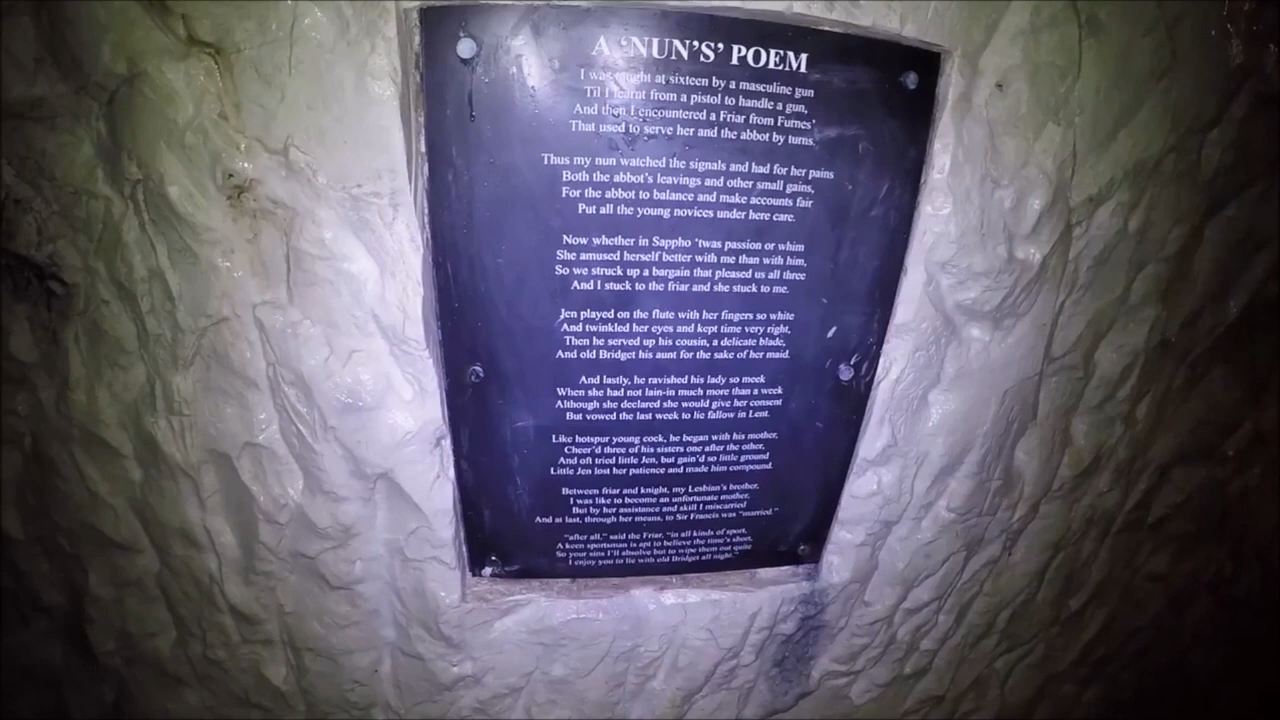 A 'NUN'S' POEM
I was taught at sixteen by a masculine gun
Til I learnt from a pistol to handle a gun,
And then I encountered a Friar from Furnes'
That used to serve her and the abbot by turns.
Thus my nun watched the signals and had for her pains
Both the abbot's leavings and other small gains,
For the abbot to balance and make accounts fair
Put all the young novices under here care.
Now whether in Sappho 'twas passion or whim
She amused herself better with me than with him,
So we struck up a bargain that pleased us all three
And I stuck to the friar and she stuck to me.
Jen played on the flute with her fingers so white
And twinkled her eyes and kept time very right,
Then he served up his cousin, a delicate blade,
And old Bridget his aunt for the sake of her maid.
And lastly, he ravished his lady so meek
When she had not lain-in much more than a week
Although she declared she would give her consent
But vowed the last week to lie fallow in Lent.
Like hotspur young cock, he began with his mother,
Cheer'd three of his sisters one after the other,
And oft tried little Jen, but gain'd so little ground
Little Jen lost her patience and made him compound.
Between friar and knight, my Lesbian's brother,
I was like to become an unfortunate mother,
But by her assistance and skill I miscarried
And at last, through her means, to Sir Francis was "married."
"after all," said the Friar, "in all kinds of sport,
A keen sportsman is apt to believe the time's short,
So your sins I'll absolve but to wipe them out quite
I enjoy you to lie with old Bridget all night."